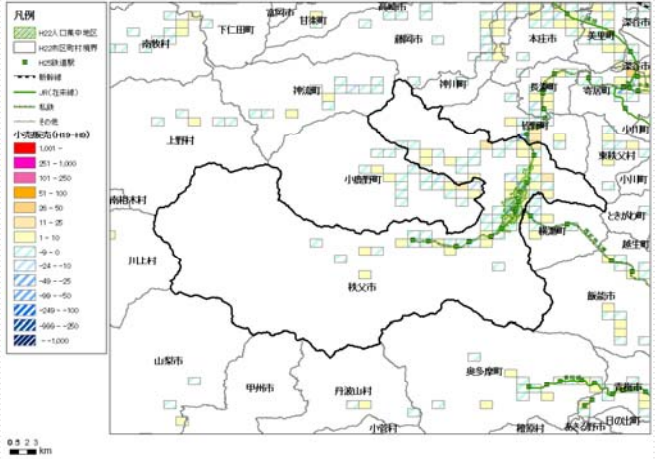 凡例
H22人口集中地区
H22市区町村境界
H25鉄道駅
新幹線
JR(在来線)
私鉄
その他
小売販売(H19-H9)
1,001 -
251 - 1,000
101 - 250
51 - 100
26 - 50
11 - 25
1 - 10
-9 - 0
-24 - -10
-49 - -25
-99 - -50
-249 - -100
-999 - -250
- -1,000
富岡市
高崎市
下仁田町
甘楽町
南牧村
藤岡市
本庄市
美里町
深谷市
深谷市
神流町
神川町
長瀞町
寄居町
上野村
皆野町
小川町
東秩父村
小鹿野町
小川町
南相木村
ときがわ町
横瀬町
越生町
川上村
秩父市
飯能市
山梨市
奥多摩町
甲州市
丹波山村
青梅市
小菅村
檜原村
あきる野市
日の出町
0 5 2 3
km